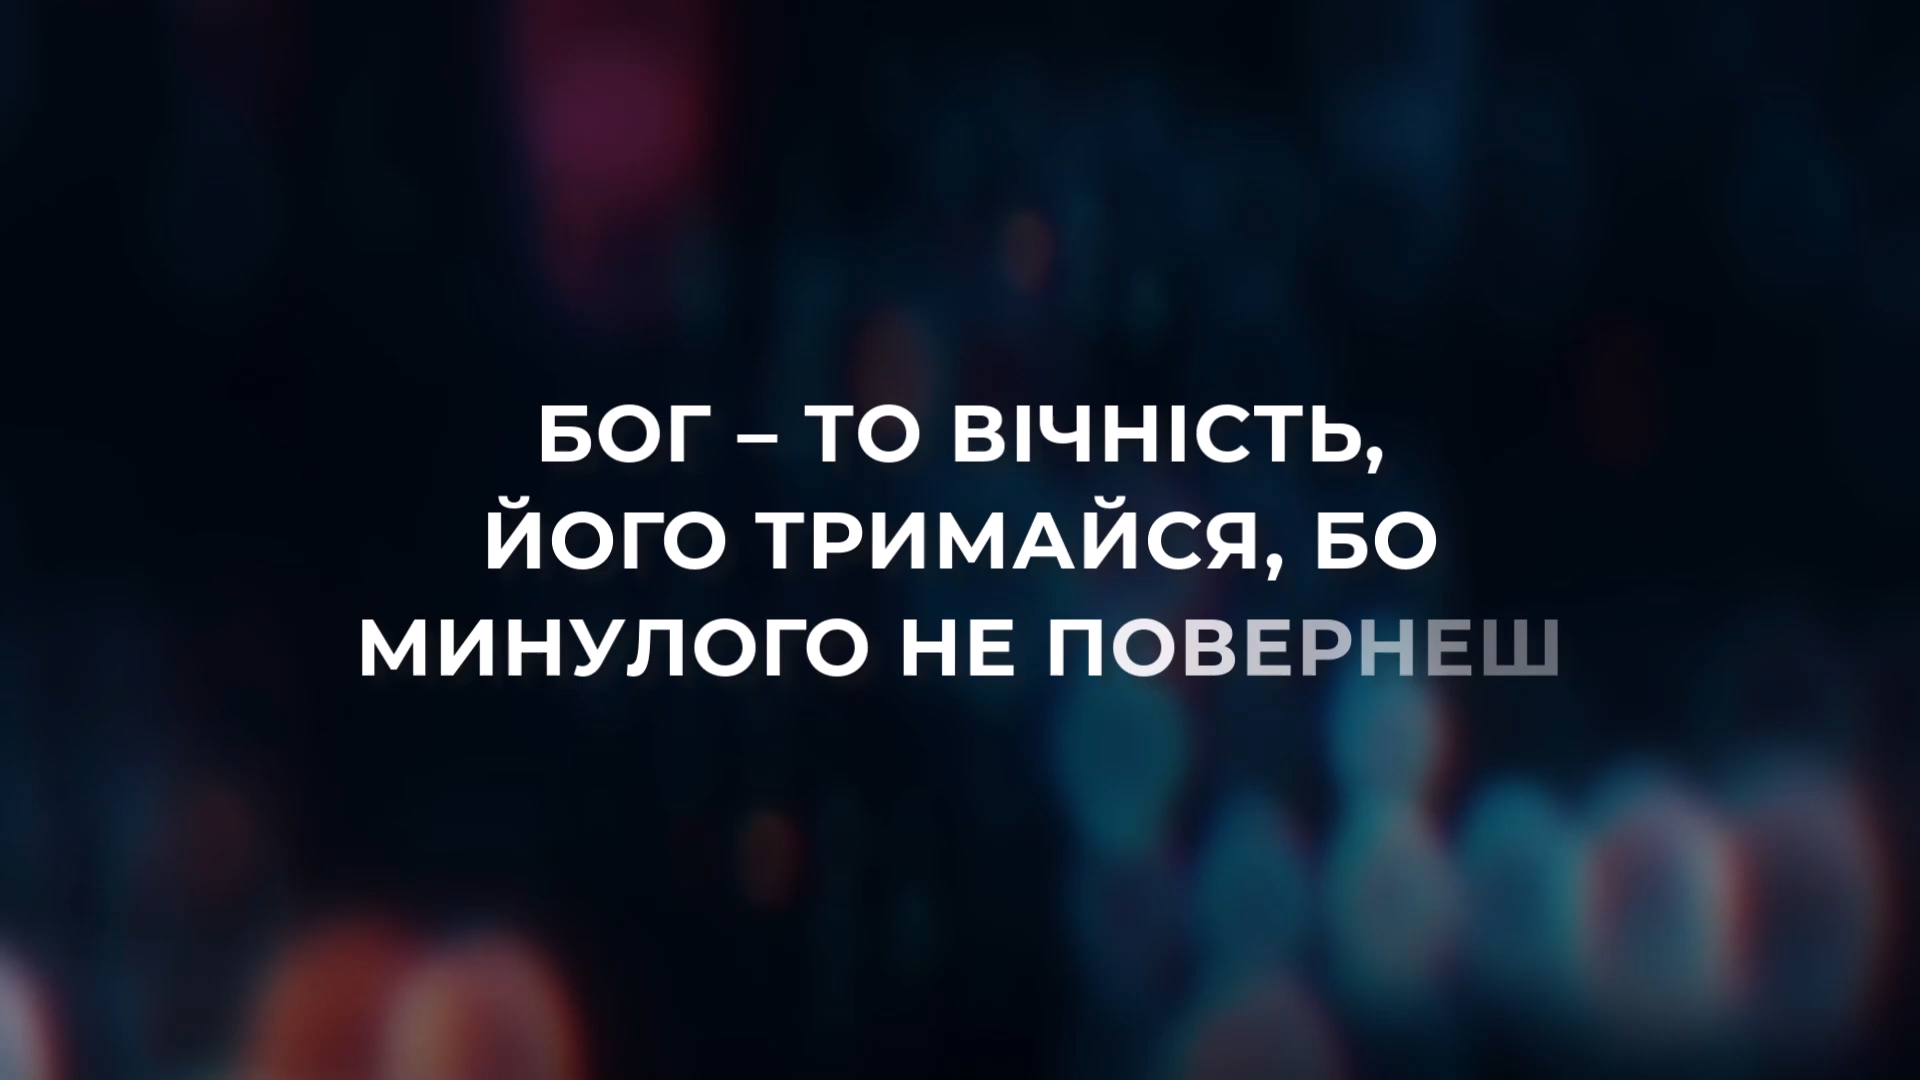 БОГ – ТО ВІЧНІСТЬ,
ЙОГО ТРИМАЙСЯ, БО
МИНУЛОГО НЕ ПОВЕРНЕШ